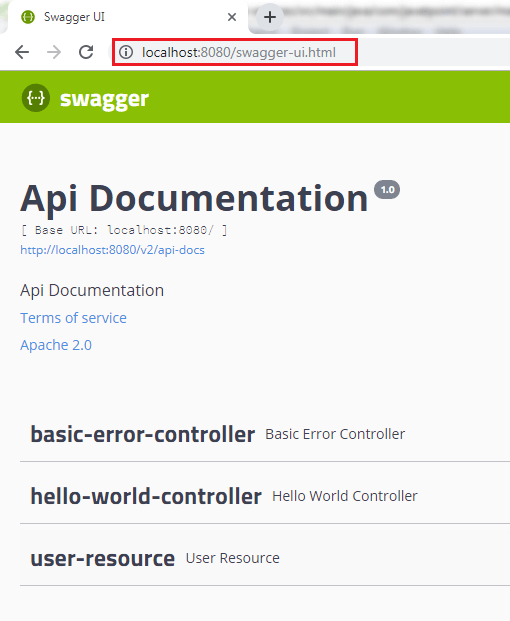 Swagger UI
localhost:8080/swagger-ui.html
{···} swagger
Api Documentation 1.0
[ Base URL: localhost:8080/ ]
http://localhost:8080/v2/api-docs
Api Documentation
Terms of service
Apache 2.0
basic-error-controller Basic Error Controller
hello-world-controller Hello World Controller
user-resource User Resource